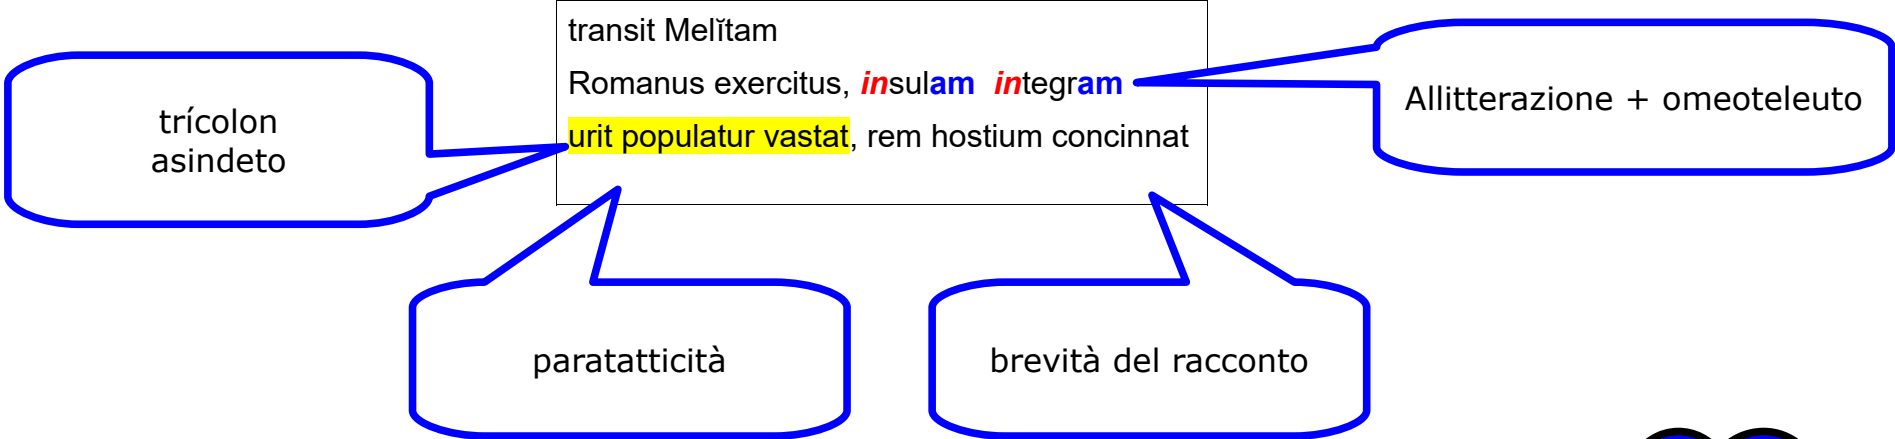 transit Melĭtam
Romanus exercitus, insulam integram
urit populatur vastat, rem hostium concinnat
trícolon
asindeto
Allitterazione + omeoteleuto
paratatticità
brevità del racconto